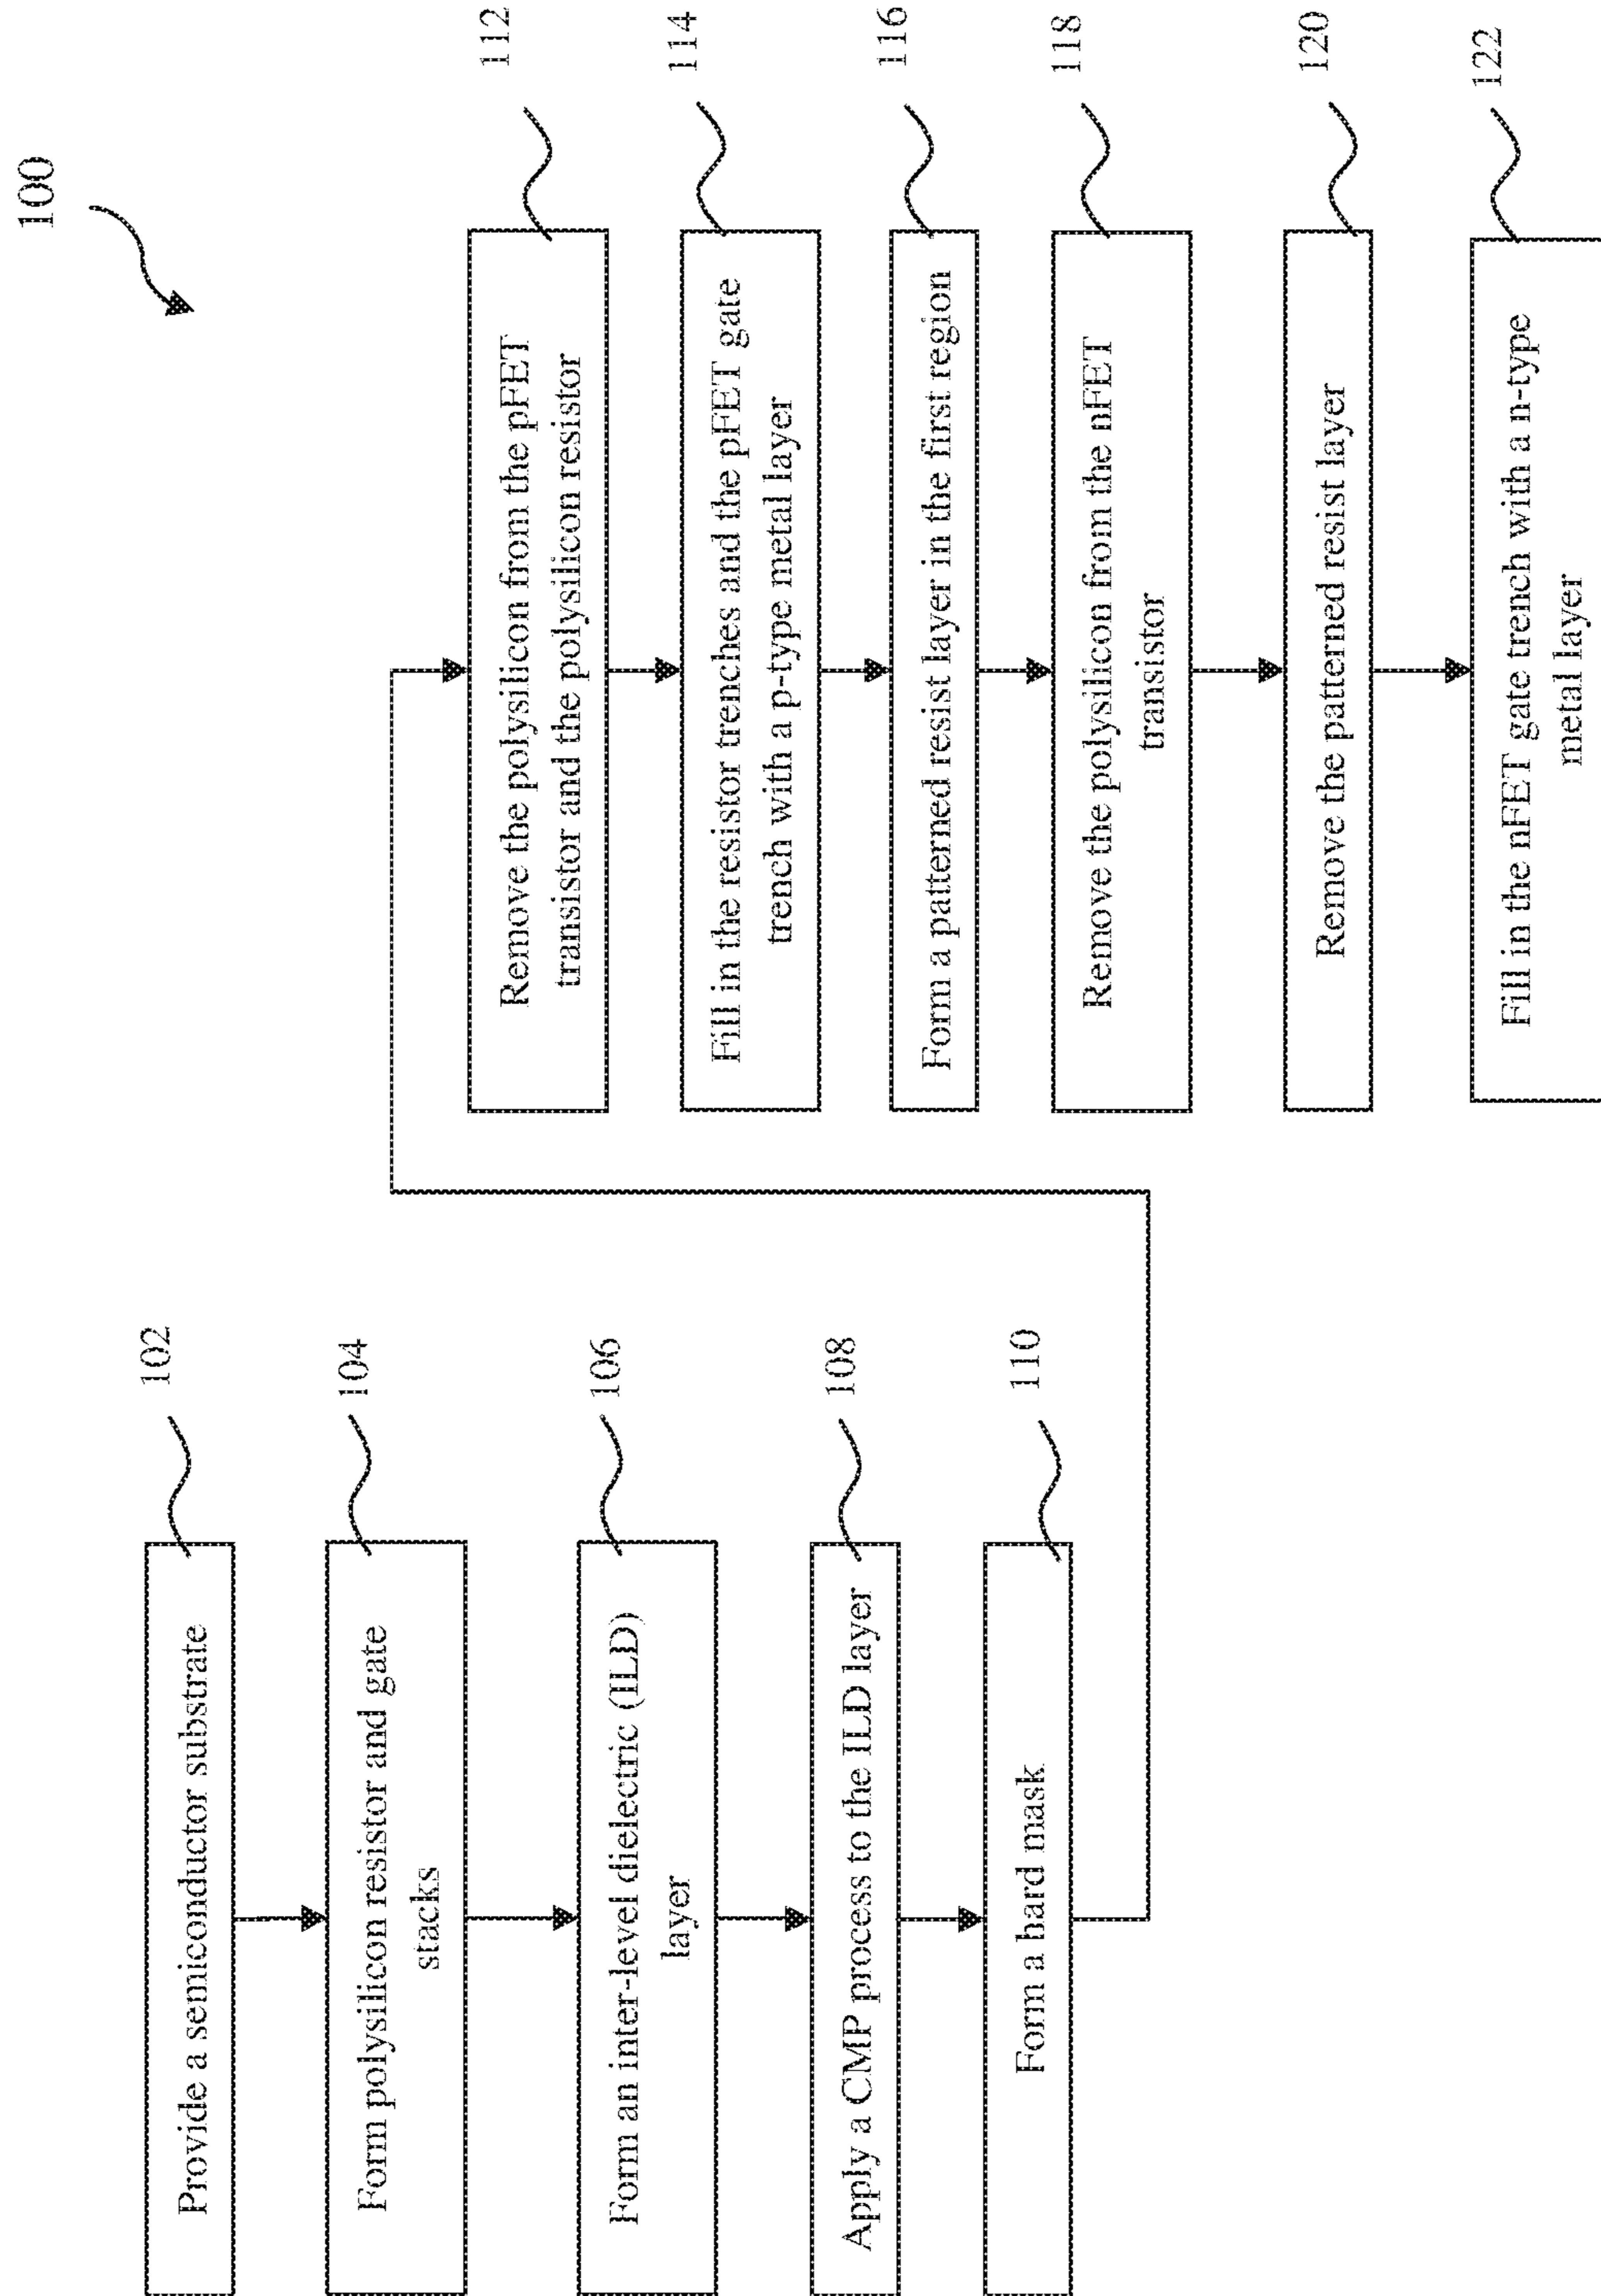 100
102
Provide a semiconductor substrate
104
Form polysilicon resistor and gate
stacks
106
Form an inter-level dielectric (ILD)
layer
108
Apply a CMP process to the ILD layer
110
Form a hard mask
112
Remove the polysilicon from the pFET
transistor and the polysilicon resistor
114
Fill in the resistor trenches and the pFET gate
trench with a p-type metal layer
116
Form a patterned resist layer in the first region
118
Remove the polysilicon from the nFET
transistor
120
Remove the patterned resist layer
122
Fill in the nFET gate trench with a n-type
metal layer